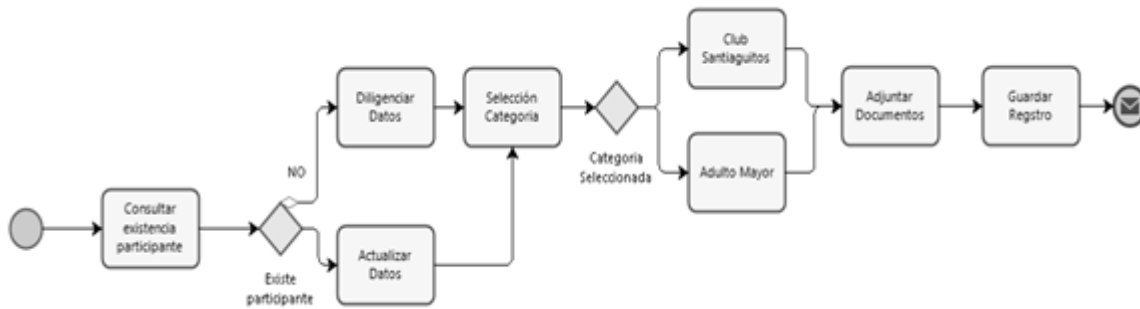 Consultar
existencia
participante
Existe
participante
NO
Diligenciar
Datos
Actualizar
Datos
Selección
Categoria
Categoria
Seleccionada
Club
Santiaguitos
Adulto Mayor
Adjuntar
Documentos
Guardar
Regstro